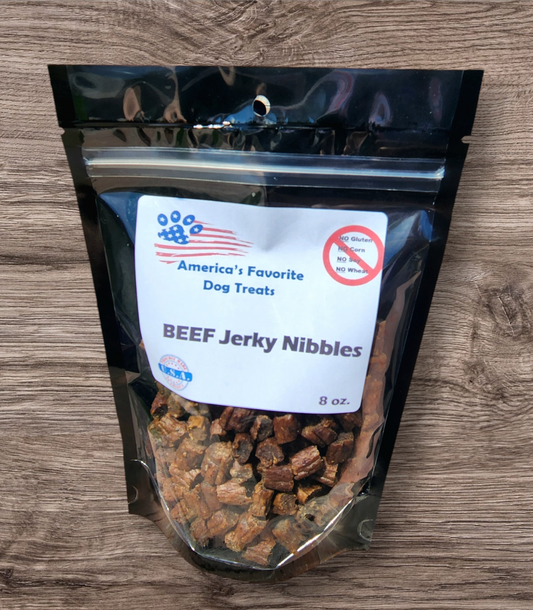 NO Gluten
NO Corn
NO Soy
NO Wheat
America's Favorite
Dog Treats
BEEF Jerky Nibbles
U.S.A.
8 oz.